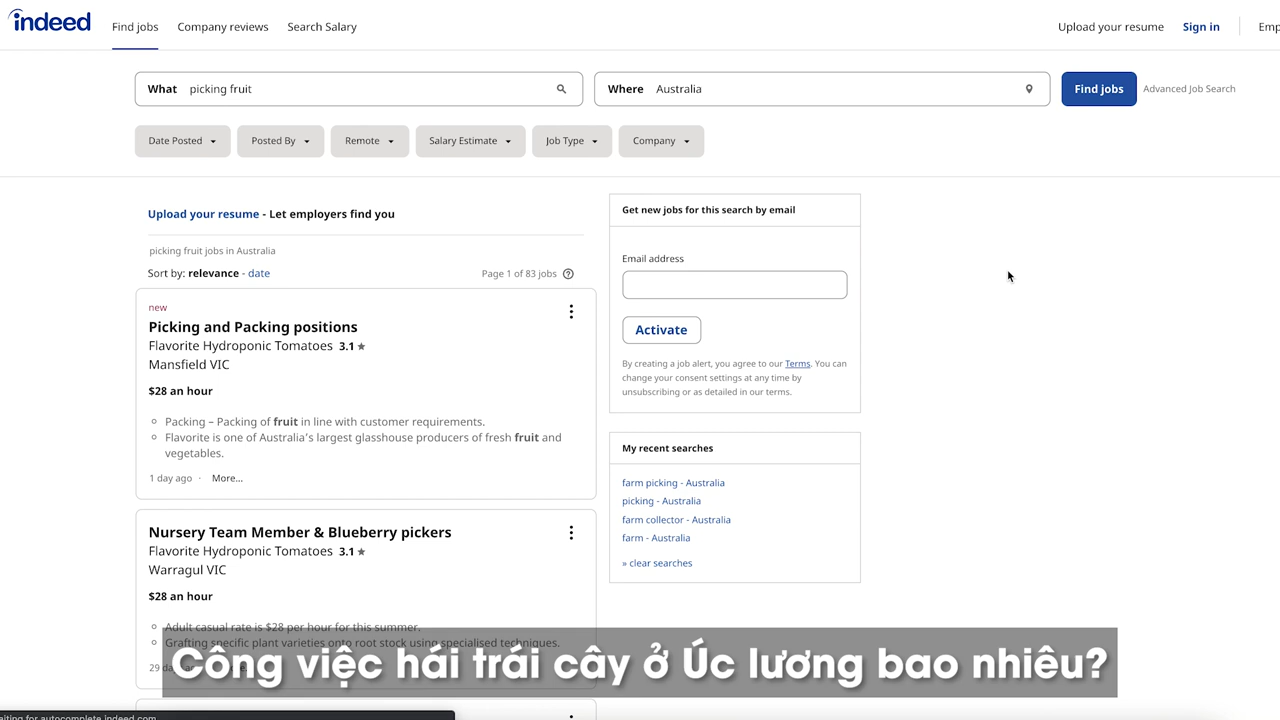 indeed
Find jobs
Company reviews
Search Salary
Upload your resume
Sign in
Emp
What picking fruit
Where Australia
Find jobs
Advanced Job Search
Date Posted
Posted By
Remote
Salary Estimate
Job Type
Company
Upload your resume - Let employers find you
picking fruit jobs in Australia
Sort by: relevance - date
Page 1 of 83 jobs
new
Picking and Packing positions
Flavorite Hydroponic Tomatoes 3.1 ★
Mansfield VIC
$28 an hour
Packing – Packing of fruit in line with customer requirements.
Flavorite is one of Australia's largest glasshouse producers of fresh fruit and
vegetables.
1 day ago · More...
Nursery Team Member & Blueberry pickers
Flavorite Hydroponic Tomatoes 3.1 ★
Warragul VIC
$28 an hour
Adult casual rate is $28 per hour for this summer.
Grafting specific plant varieties onto root stock using specialised techniques.
Get new jobs for this search by email
Email address
Activate
By creating a job alert, you agree to our Terms. You can
change your consent settings at any time by
unsubscribing or as detailed in our terms.
My recent searches
farm picking - Australia
picking - Australia
farm collector - Australia
farm - Australia
» clear searches
Công việc hái trái cây ở Úc lương bao nhiêu?